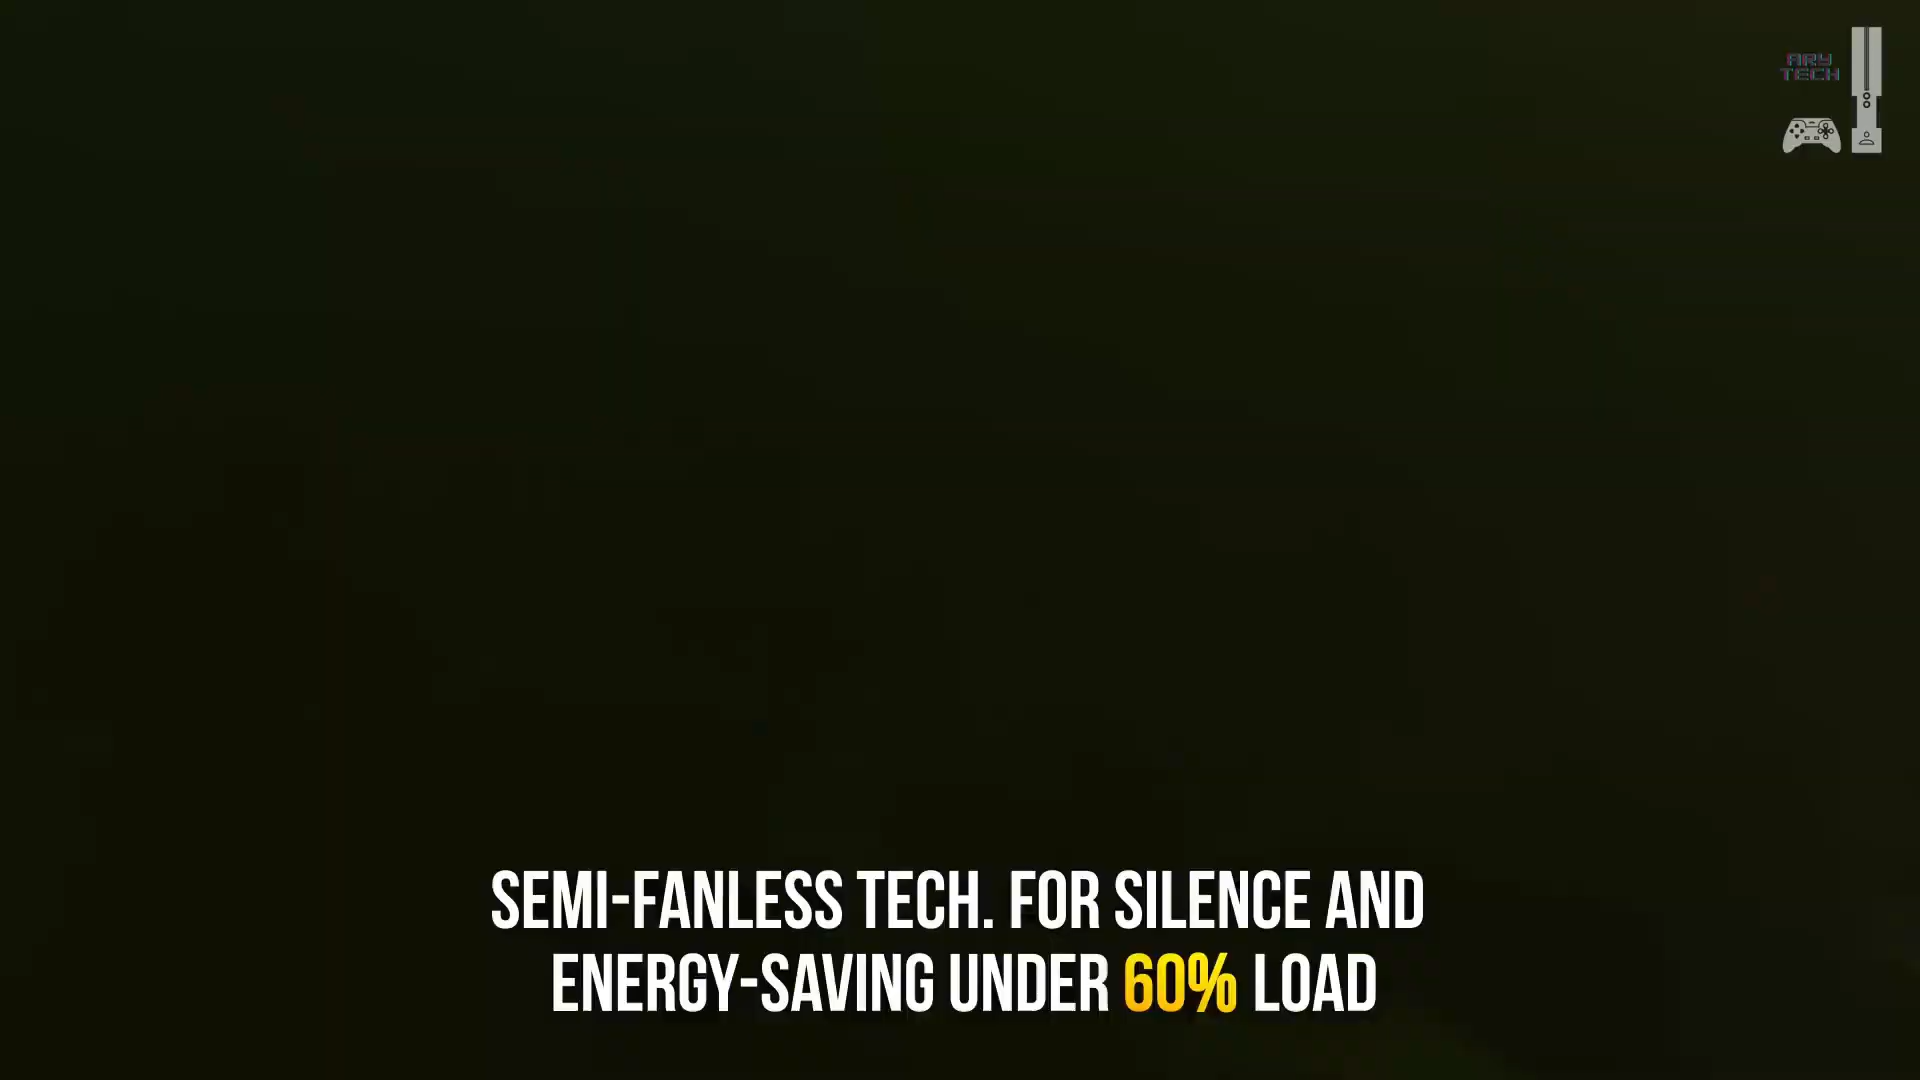 ARY
TECH
SEMI-FANLESS TECH. FOR SILENCE AND
ENERGY-SAVING UNDER 60% LOAD